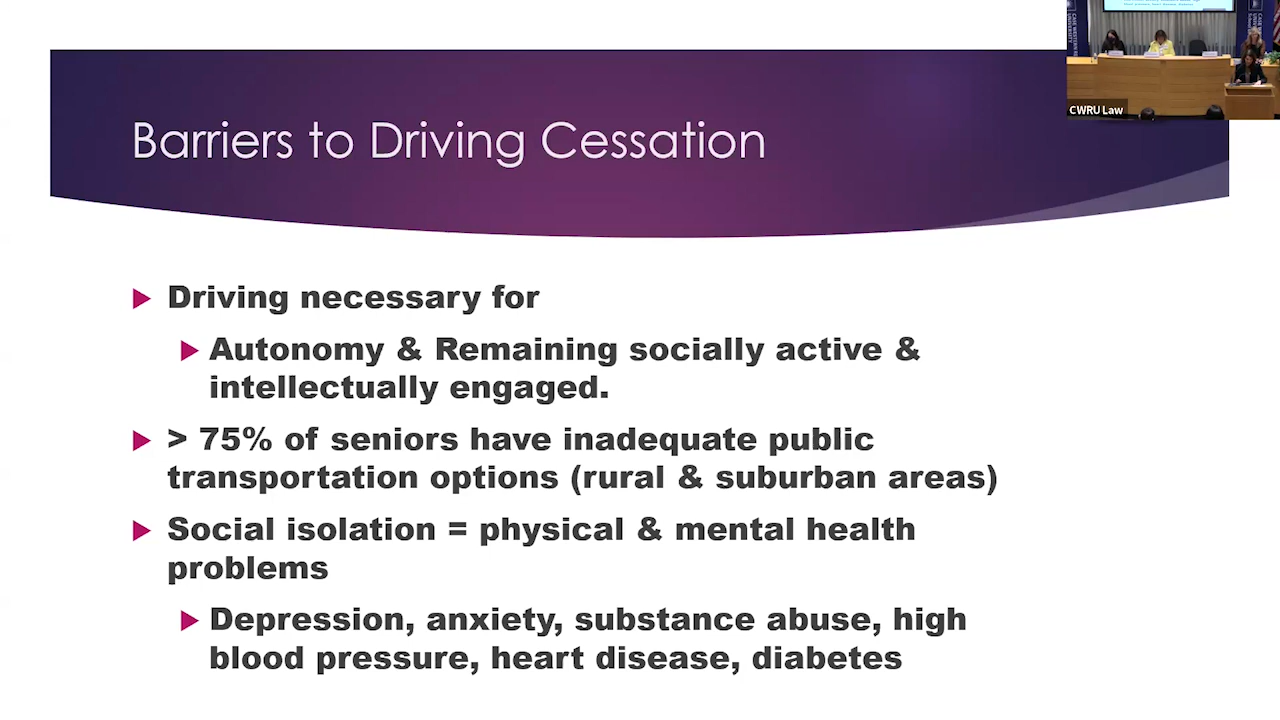 CWRU Law
Barriers to Driving Cessation
Driving necessary for
Autonomy & Remaining socially active &
intellectually engaged.
> 75% of seniors have inadequate public
transportation options (rural & suburban areas)
Social isolation = physical & mental health
problems
Depression, anxiety, substance abuse, high
blood pressure, heart disease, diabetes